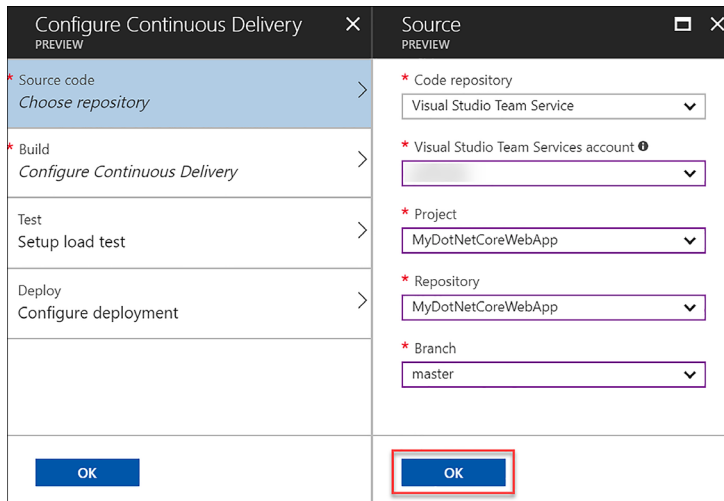 Configure Continuous Delivery
PREVIEW
* Source code
Choose repository
* Build
Configure Continuous Delivery
Test
Setup load test
Deploy
Configure deployment
OK
Source
PREVIEW
* Code repository
Visual Studio Team Service
* Visual Studio Team Services account
* Project
MyDotNetCoreWebApp
* Repository
MyDotNetCoreWebApp
* Branch
master
OK